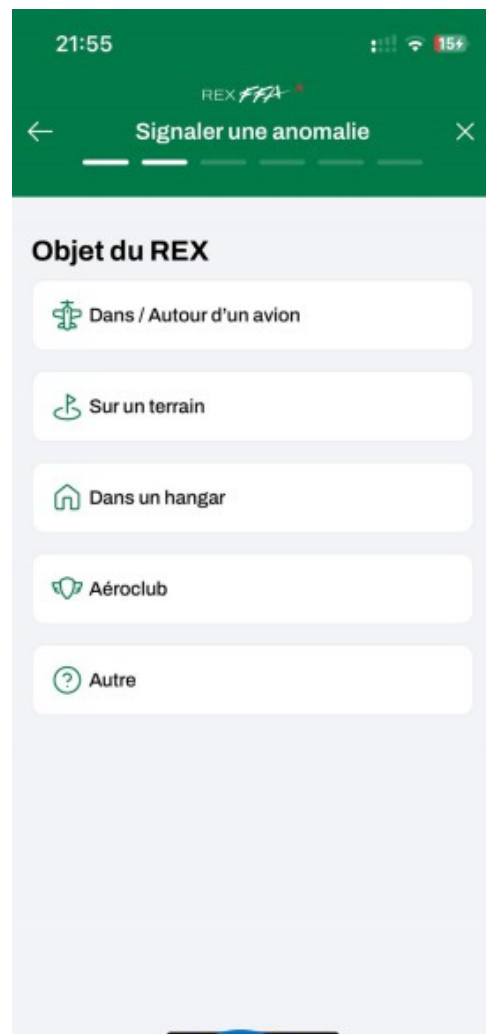 21:55
15
REX FFA
Signaler une anomalie
Objet du REX
Dans / Autour d'un avion
Sur un terrain
Dans un hangar
Aéroclub
Autre